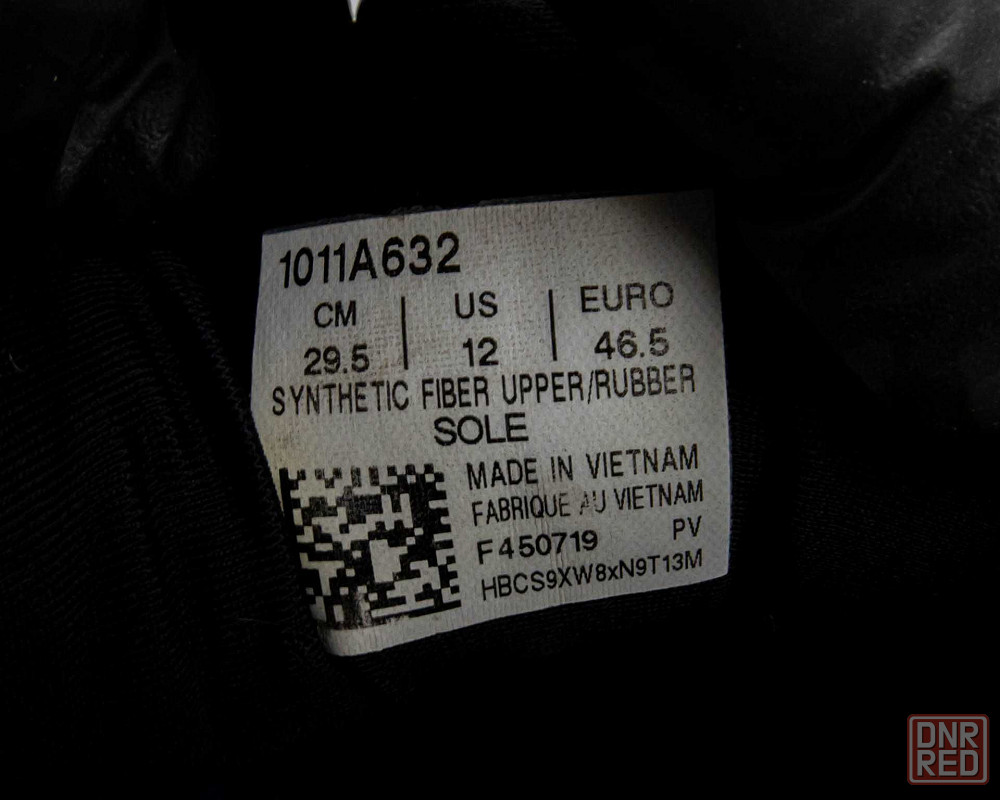 1011A632
CM | US | EURO
29.5 | 12 | 46.5
SYNTHETIC FIBER UPPER/RUBBER
SOLE
MADE IN VIETNAM
FABRIQUE AU VIETNAM
F450719 PV
HBCS9XW8xN9T13M
DNR
RED